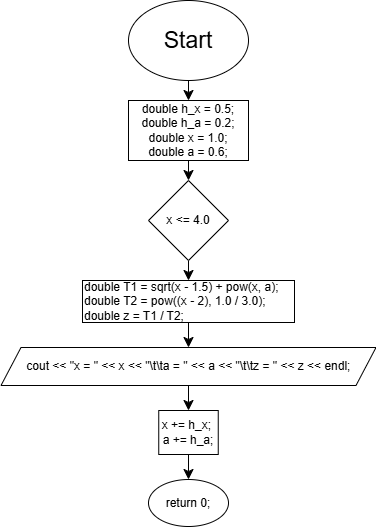 Start
double h_x = 0.5;
double h_a = 0.2;
double x = 1.0;
double a = 0.6;
x <= 4.0
double T1 = sqrt(x - 1.5) + pow(x, a);
double T2 = pow((x - 2), 1.0 / 3.0);
double z = T1 / T2;
cout << "x = " << x << "\t\ta = " << a << "\t\tz = " << z << endl;
x += h_x;
a += h_a;
return 0;